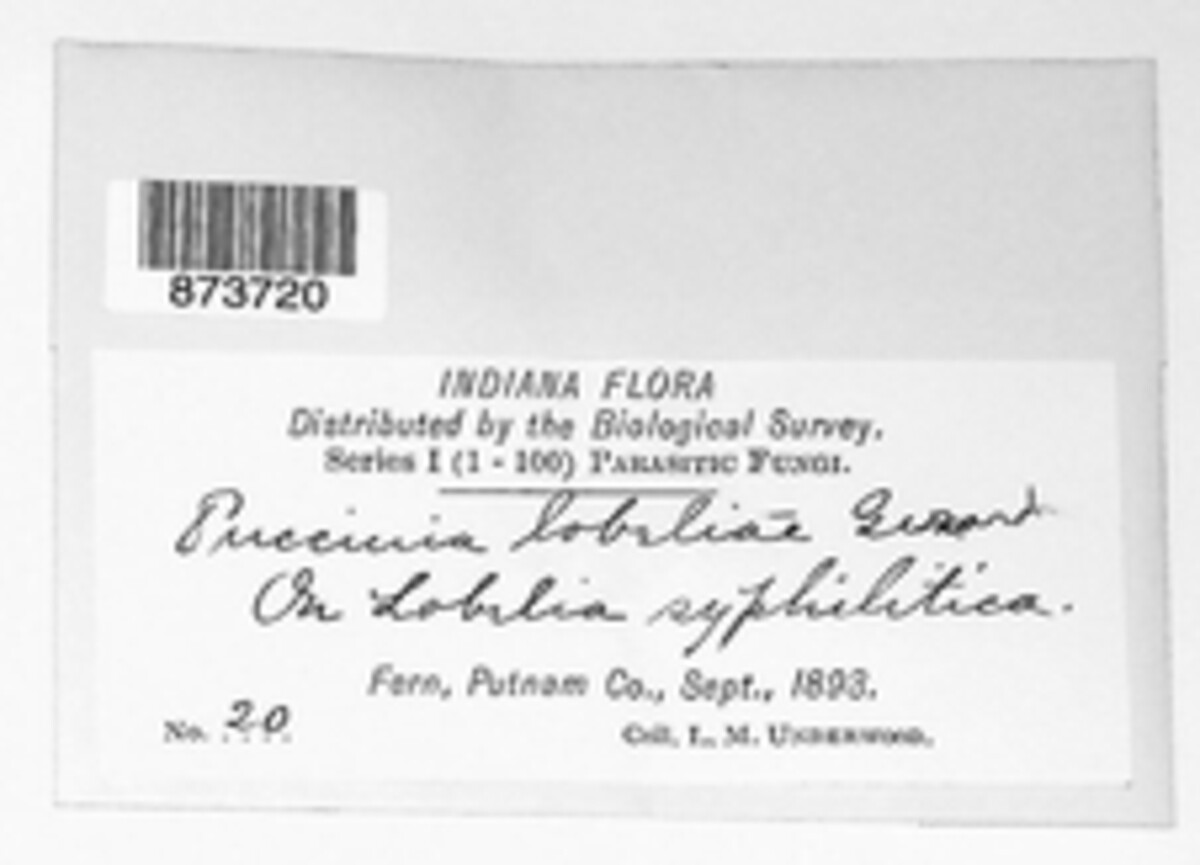 873720
INDIANA FLORA
Distributed by the Biological Survey.
Series I (1 - 100) PARASITIC FUNGI.
Puccinia lobeliae Gerard
On Lobelia syphilitica.
Fern, Putnam Co., Sept., 1893.
No. 20
Coll. L. M. UNDERWOOD.